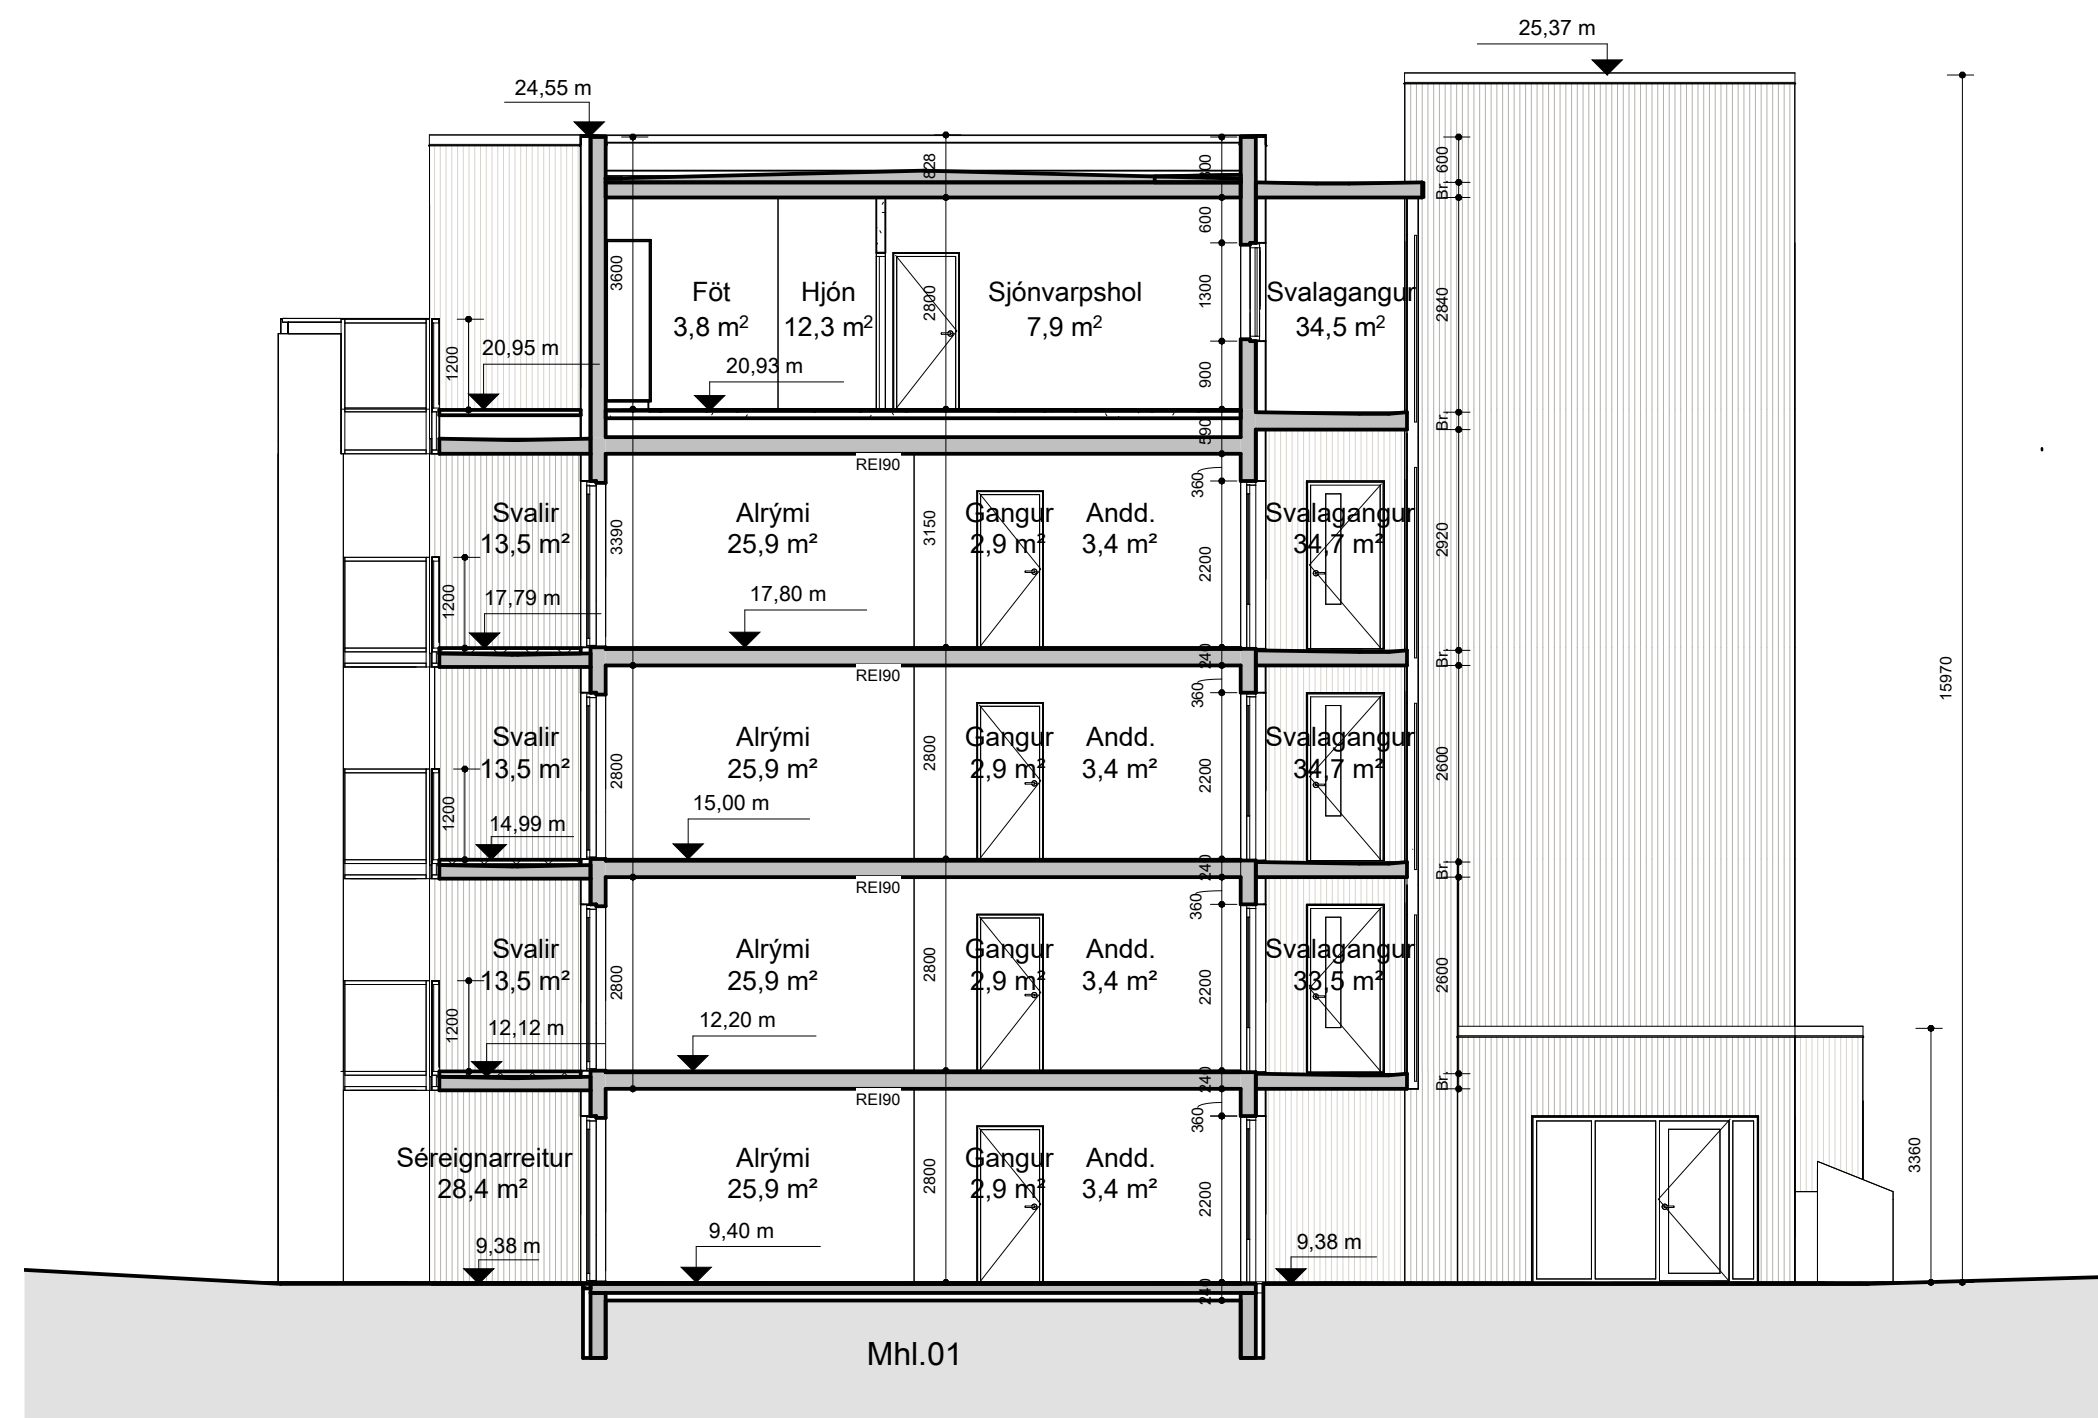 25,37 m
24,55 m
828
600
600
Br.
3600
Föt
3,8 m²
Hjón
12,3 m²
2800
Sjónvarpshol
7,9 m²
600
1300
900
Svalagangur
34,5 m²
2840
1200
20,95 m
20,93 m
590
Br.
REI90
360
Svalir
13,5 m²
3390
Alrými
25,9 m²
3150
Gangur
2,9 m²
Andd.
3,4 m²
2200
Svalagangur
34,7 m²
2920
1200
17,79 m
17,80 m
240
Br.
REI90
360
15970
Svalir
13,5 m²
2800
Alrými
25,9 m²
2800
Gangur
2,9 m²
Andd.
3,4 m²
2200
Svalagangur
34,7 m²
2600
1200
14,99 m
15,00 m
240
Br.
REI90
360
Svalir
13,5 m²
2800
Alrými
25,9 m²
2800
Gangur
2,9 m²
Andd.
3,4 m²
2200
Svalagangur
33,5 m²
2600
1200
12,12 m
12,20 m
240
Br.
REI90
360
Séreignarreitur
28,4 m²
Alrými
25,9 m²
2800
Gangur
2,9 m²
Andd.
3,4 m²
2200
3360
9,38 m
9,40 m
9,38 m
240
Mhl.01